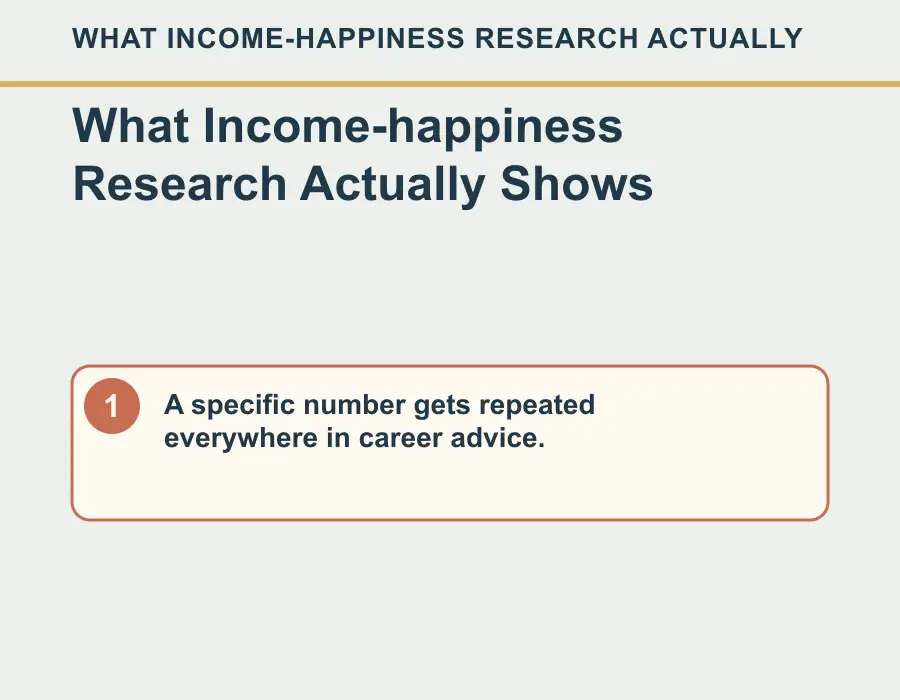 WHAT INCOME-HAPPINESS RESEARCH ACTUALLY
What Income-happiness
Research Actually Shows
1
A specific number gets repeated
everywhere in career advice.